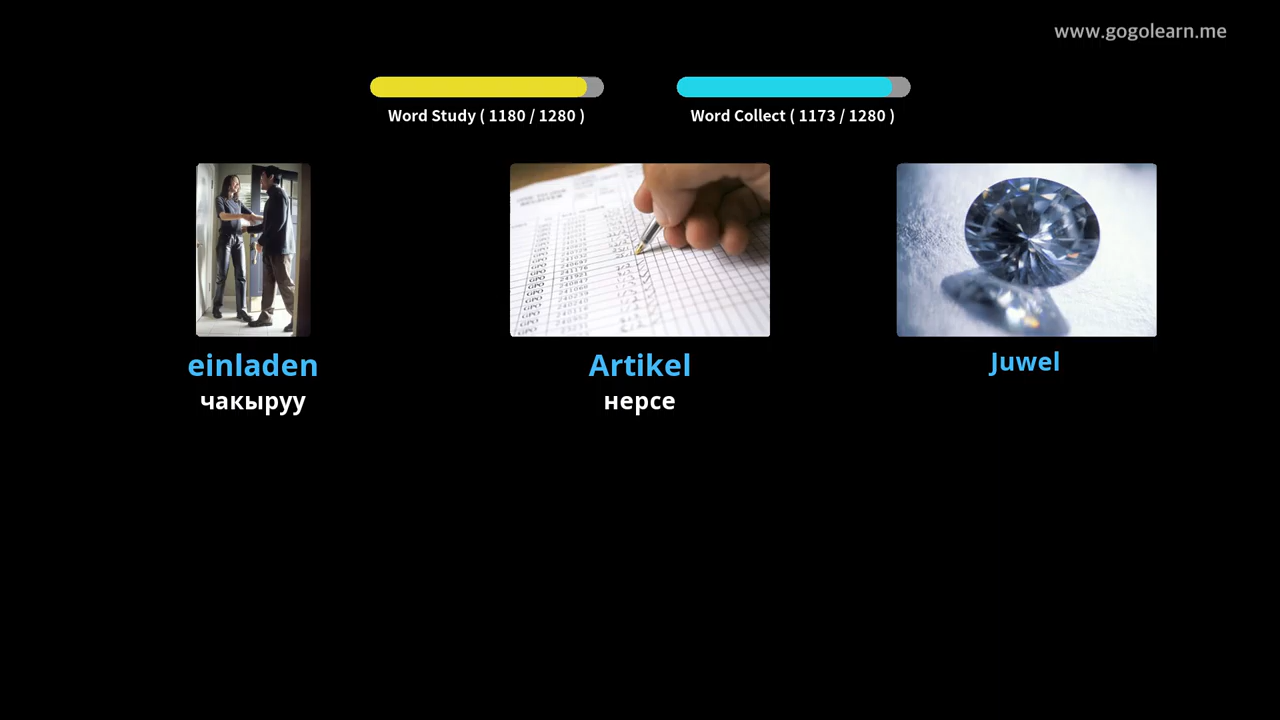 www.gogolearn.me
Word Study ( 1180 / 1280 )
Word Collect ( 1173 / 1280 )
einladen
Artikel
Juwel
чакыруу
нерсе